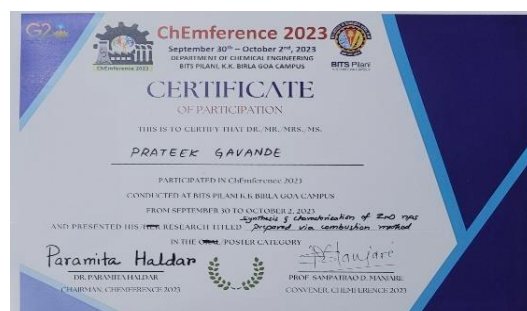 G20
ChEmference 2023
September 30th – October 2nd, 2023
DEPARTMENT OF CHEMICAL ENGINEERING
BITS PILANI, K.K. BIRLA GOA CAMPUS
ChEmference 2023
BITS Pilani
CERTIFICATE
OF PARTICIPATION
THIS IS TO CERTIFY THAT DR./MR./MRS./MS.
PRATEEK GAVANDE
PARTICIPATED IN ChEmference 2023
CONDUCTED AT BITS PILANI K K BIRLA GOA CAMPUS
FROM SEPTEMBER 30 TO OCTOBER 2, 2023
Synthesis & Characterization of ZnO nps
AND PRESENTED HIS/HER RESEARCH TITLED prepared via combustion method
IN THE ORAL/POSTER CATEGORY
Paramita Haldar
DR. PARAMITA HALDAR
CHAIRMAN, CHEMFERENCE 2023
PROF. SAMPATRAO D. MANJARE
CONVENER, CHEMFERENCE 2023